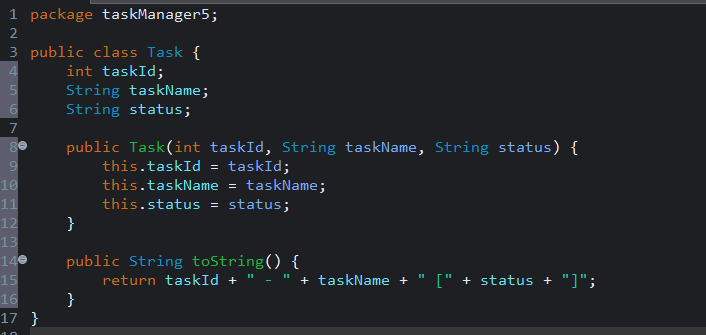 1 package taskManager5;
2
3 public class Task {
4     int taskId;
5     String taskName;
6     String status;
7
8     public Task(int taskId, String taskName, String status) {
9         this.taskId = taskId;
10         this.taskName = taskName;
11         this.status = status;
12     }
13
14     public String toString() {
15         return taskId + " - " + taskName + " [" + status + "]";
16     }
17 }